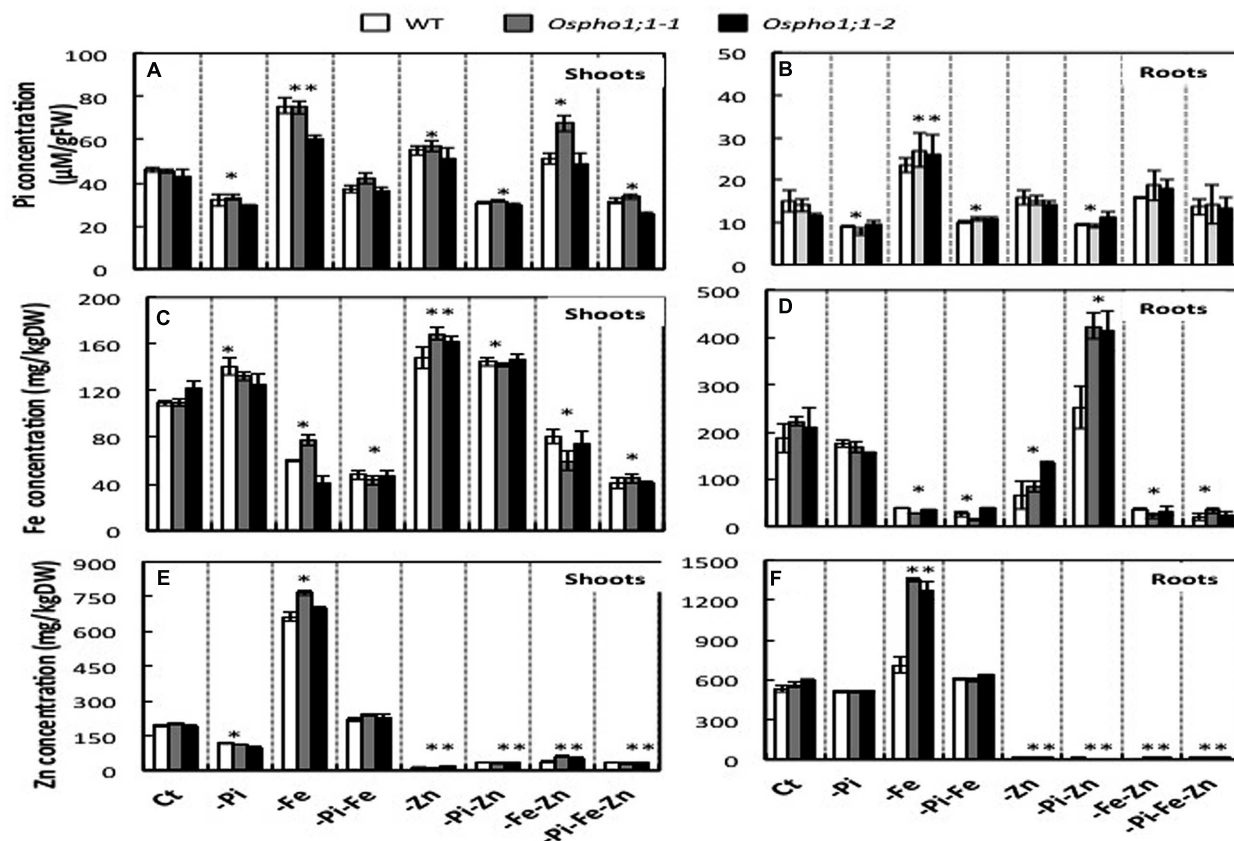 WT Ospho1;1-1 Ospho1;1-2
Pi concentration
(μM/gFW)
100
80
60
40
20
0
A
Shoots
* ** * * * *
50
40
30
20
10
0
B
Roots
* ** * *
Fe concentration (mg/kgDW)
200
160
120
80
40
0
C
Shoots
* * * ** * * *
500
400
300
200
100
0
D
Roots
* * * * * *
Zn concentration (mg/kgDW)
900
750
600
450
300
150
0
E
Shoots
* * ** ** ** **
1500
1200
900
600
300
0
F
Roots
** ** ** ** **
Ct -Pi -Fe -Pi-Fe -Zn -Pi-Zn -Fe-Zn -Pi-Fe-Zn
Ct -Pi -Fe -Pi-Fe -Zn -Pi-Zn -Fe-Zn -Pi-Fe-Zn